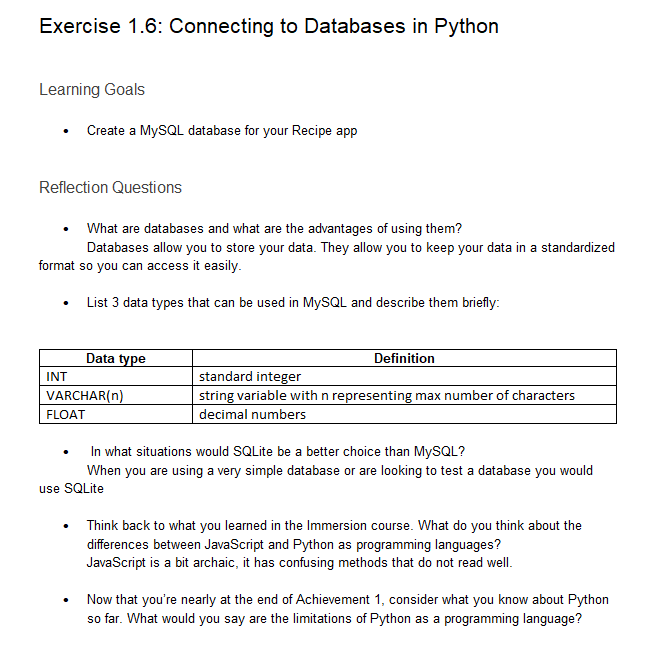 Exercise 1.6: Connecting to Databases in Python
Learning Goals
• Create a MySQL database for your Recipe app
Reflection Questions
• What are databases and what are the advantages of using them?
Databases allow you to store your data. They allow you to keep your data in a standardized
format so you can access it easily.
• List 3 data types that can be used in MySQL and describe them briefly:
Data type Definition
INT standard integer
VARCHAR(n) string variable with n representing max number of characters
FLOAT decimal numbers
• In what situations would SQLite be a better choice than MySQL?
When you are using a very simple database or are looking to test a database you would
use SQLite
• Think back to what you learned in the Immersion course. What do you think about the
differences between JavaScript and Python as programming languages?
JavaScript is a bit archaic, it has confusing methods that do not read well.
• Now that you're nearly at the end of Achievement 1, consider what you know about Python
so far. What would you say are the limitations of Python as a programming language?